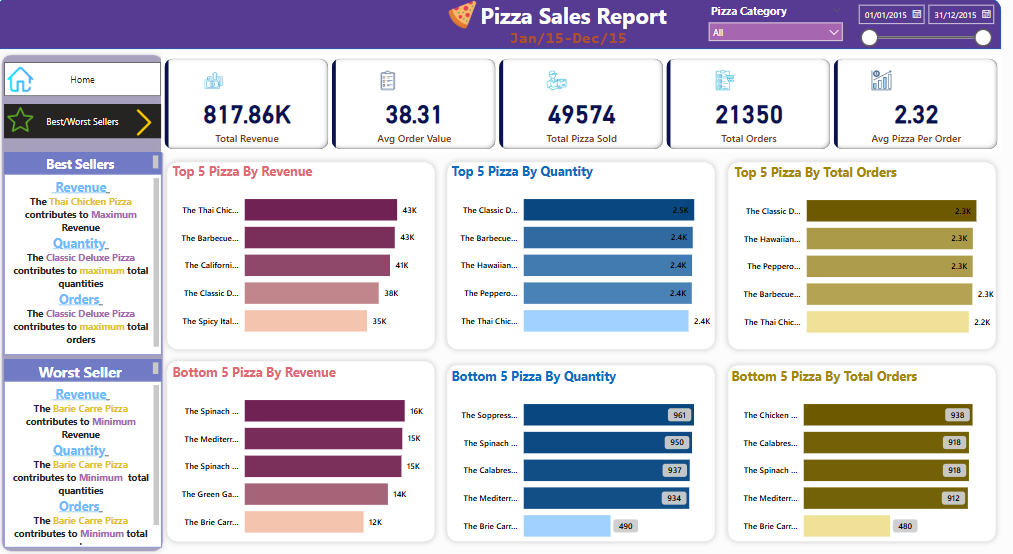 Pizza Sales Report
Jan/15-Dec/15
Pizza Category
All
01/01/2015
31/12/2015
Home
Best/Worst Sellers
817.86K
Total Revenue
38.31
Avg Order Value
49574
Total Pizza Sold
21350
Total Orders
2.32
Avg Pizza Per Order
Best Sellers
Revenue
The Thai Chicken Pizza
contributes to Maximum
Revenue
Quantity
The Classic Deluxe Pizza
contributes to maximum total
quantities
Orders
The Classic Deluxe Pizza
contributes to maximum total
orders
Worst Seller
Revenue
The Barie Carre Pizza
contributes to Minimum
Revenue
Quantity
The Barie Carre Pizza
contributes to Minimum total
quantities
Orders
The Barie Carre Pizza
contributes to Minimum total
Top 5 Pizza By Revenue
The Thai Chic... 43K
The Barbecue... 43K
The Californi... 41K
The Classic D... 38K
The Spicy Ital... 35K
Top 5 Pizza By Quantity
The Classic D... 2.5K
The Barbecue... 2.4K
The Hawaiian... 2.4K
The Peppero... 2.4K
The Thai Chic... 2.4K
Top 5 Pizza By Total Orders
The Classic D... 2.3K
The Hawaiian... 2.3K
The Peppero... 2.3K
The Barbecue... 2.3K
The Thai Chic... 2.2K
Bottom 5 Pizza By Revenue
The Spinach ... 16K
The Mediterr... 15K
The Spinach ... 15K
The Green Ga... 14K
The Brie Carr... 12K
Bottom 5 Pizza By Quantity
The Soppress... 961
The Spinach ... 950
The Calabres... 937
The Mediterr... 934
The Brie Carr... 490
Bottom 5 Pizza By Total Orders
The Chicken ... 938
The Calabres... 918
The Spinach ... 918
The Mediterr... 912
The Brie Carr... 480